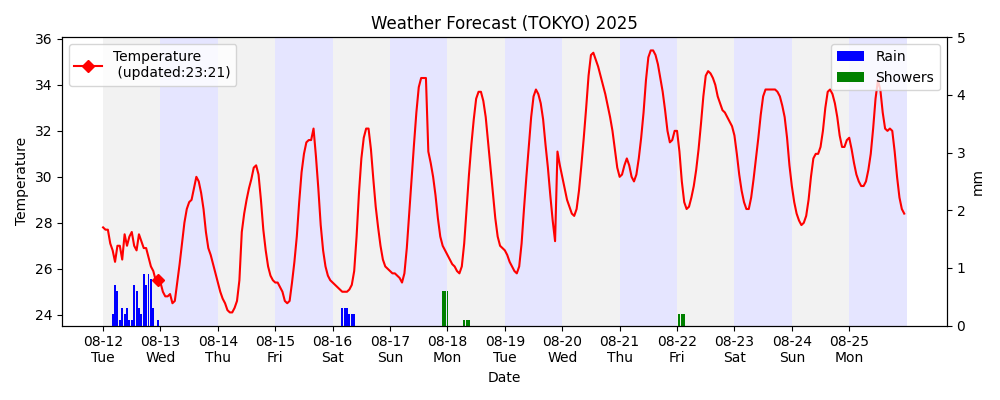 Weather Forecast (TOKYO) 2025
Temperature
(updated:23:21)
Rain
Showers
36
34
32
30
28
26
24
Temperature
5
4
3
2
1
0
mm
08-12 08-13 08-14 08-15 08-16 08-17 08-18 08-19 08-20 08-21 08-22 08-23 08-24 08-25
Tue Wed Thu Fri Sat Sun Mon Tue Wed Thu Fri Sat Sun Mon
Date